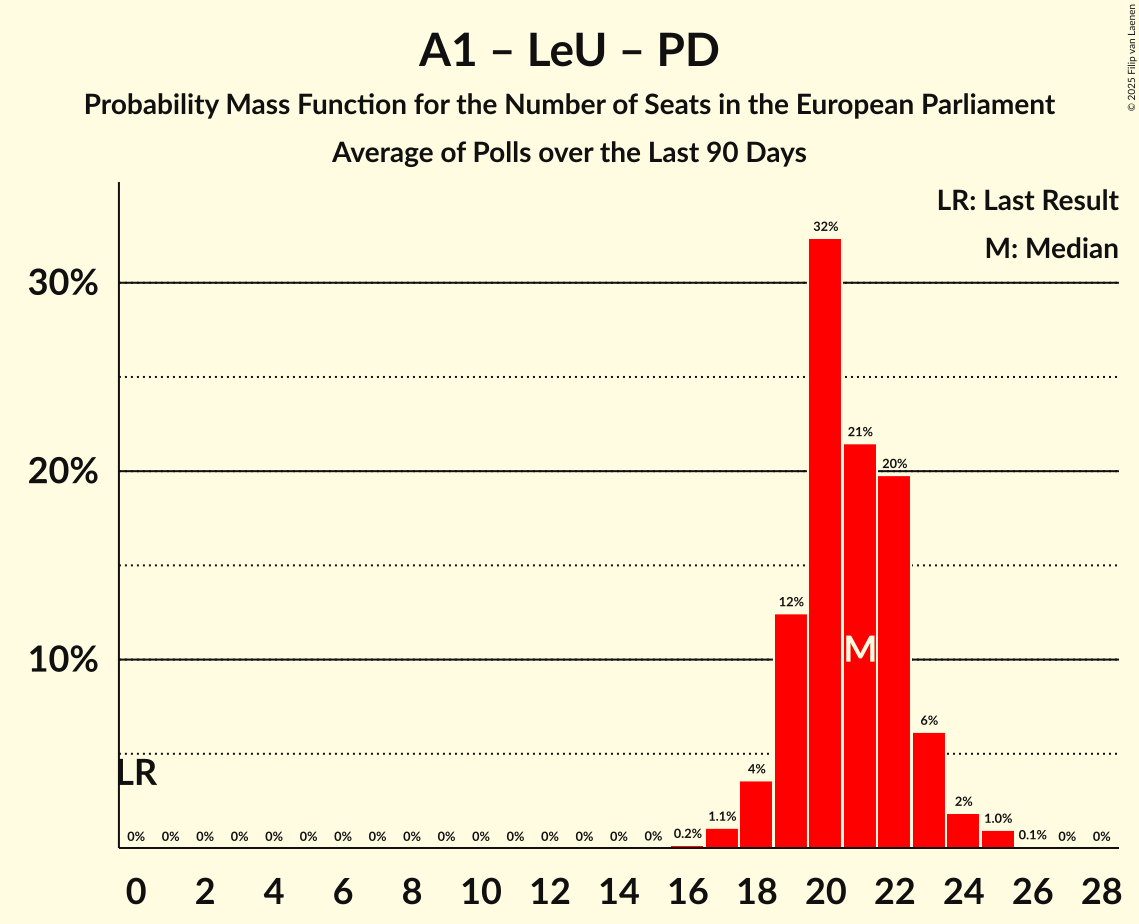 A1 – LeU – PD
Probability Mass Function for the Number of Seats in the European Parliament
Average of Polls over the Last 90 Days
© 2025 Filip van Laenen
LR: Last Result
M: Median
32%
30%
21%
20%
20%
12%
M
10%
6%
LR
4%
2%
0% 0% 0% 0% 0% 0% 0% 0% 0% 0% 0% 0% 0% 0% 0% 0% 0.2% 1.1% 1.0% 0.1% 0% 0%
0 2 4 6 8 10 12 14 16 18 20 22 24 26 28